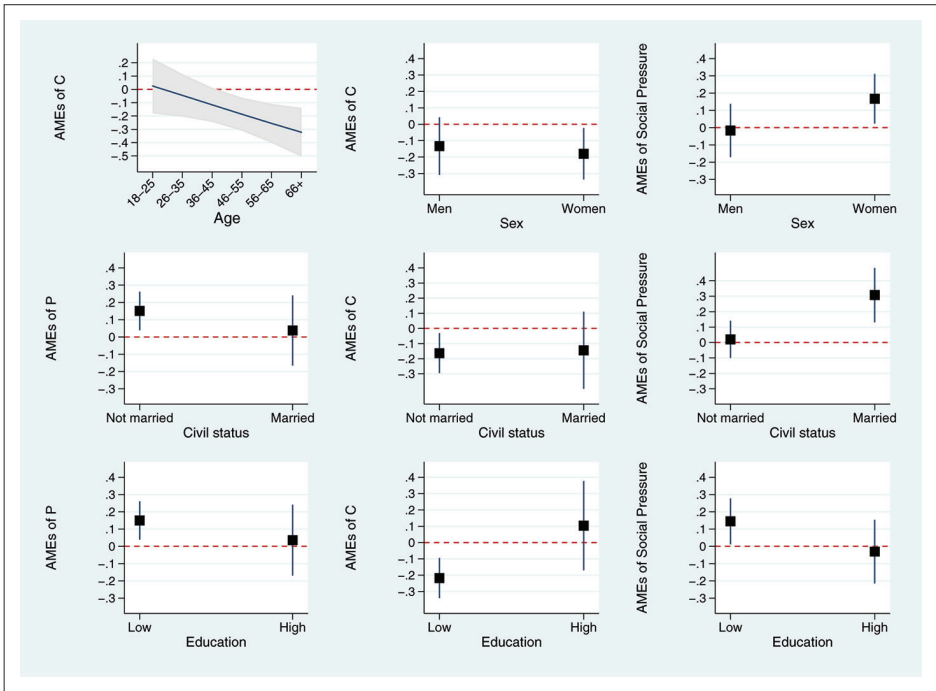 AMEs of C
.2
.1
0
−.1
−.2
−.3
−.4
−.5
18−25
26−35
36−45
46−55
56−65
66+
Age
AMEs of C
.4
.3
.2
.1
0
−.1
−.2
−.3
Men
Women
Sex
AMEs of Social Pressure
.4
.3
.2
.1
0
−.1
−.2
−.3
Men
Women
Sex
AMEs of P
.4
.3
.2
.1
0
−.1
−.2
−.3
Not married
Married
Civil status
AMEs of C
.4
.3
.2
.1
0
−.1
−.2
−.3
Not married
Married
Civil status
AMEs of Social Pressure
.4
.3
.2
.1
0
−.1
−.2
−.3
Not married
Married
Civil status
AMEs of P
.4
.3
.2
.1
0
−.1
−.2
−.3
Low
High
Education
AMEs of C
.4
.3
.2
.1
0
−.1
−.2
−.3
Low
High
Education
AMEs of Social Pressure
.4
.3
.2
.1
0
−.1
−.2
−.3
Low
High
Education